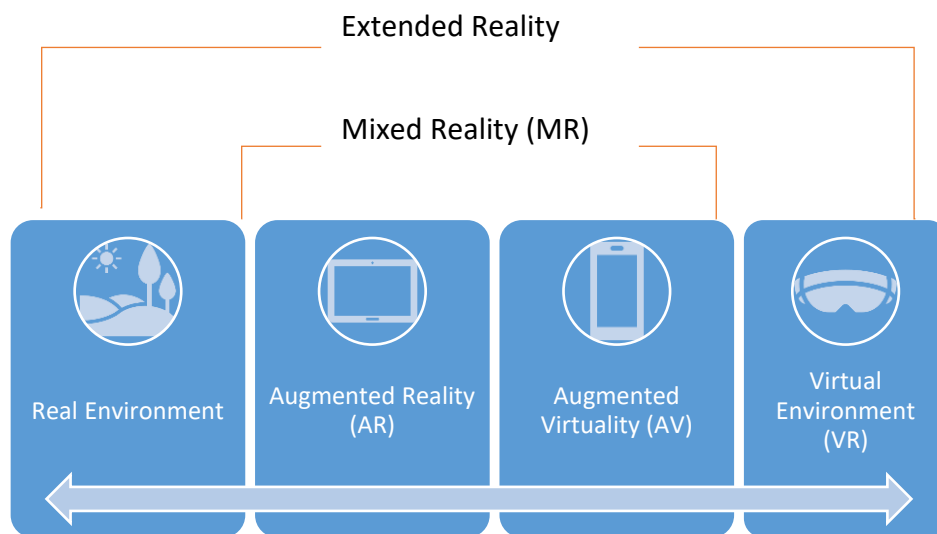 Extended Reality
Mixed Reality (MR)
Real Environment
Augmented Reality
(AR)
Augmented
Virtuality (AV)
Virtual
Environment
(VR)